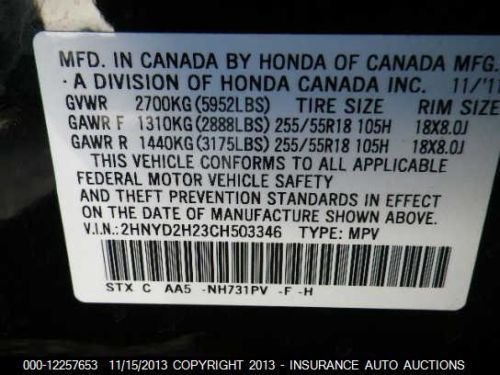 MFD. IN CANADA BY HONDA OF CANADA MFG.
A DIVISION OF HONDA CANADA INC. 11/'11
GVWR 2700KG (5952LBS) TIRE SIZE RIM SIZE
GAWR F 1310KG (2888LBS) 255/55R18 105H 18X8.0J
GAWR R 1440KG (3175LBS) 255/55R18 105H 18X8.0J
THIS VEHICLE CONFORMS TO ALL APPLICABLE
FEDERAL MOTOR VEHICLE SAFETY
AND THEFT PREVENTION STANDARDS IN EFFECT
ON THE DATE OF MANUFACTURE SHOWN ABOVE.
V.I.N.: 2HNYD2H23CH503346 TYPE: MPV
STX C AA5 -NH731PV -F -H
000-12257653 11/15/2013 COPYRIGHT 2013 - INSURANCE AUTO AUCTIONS